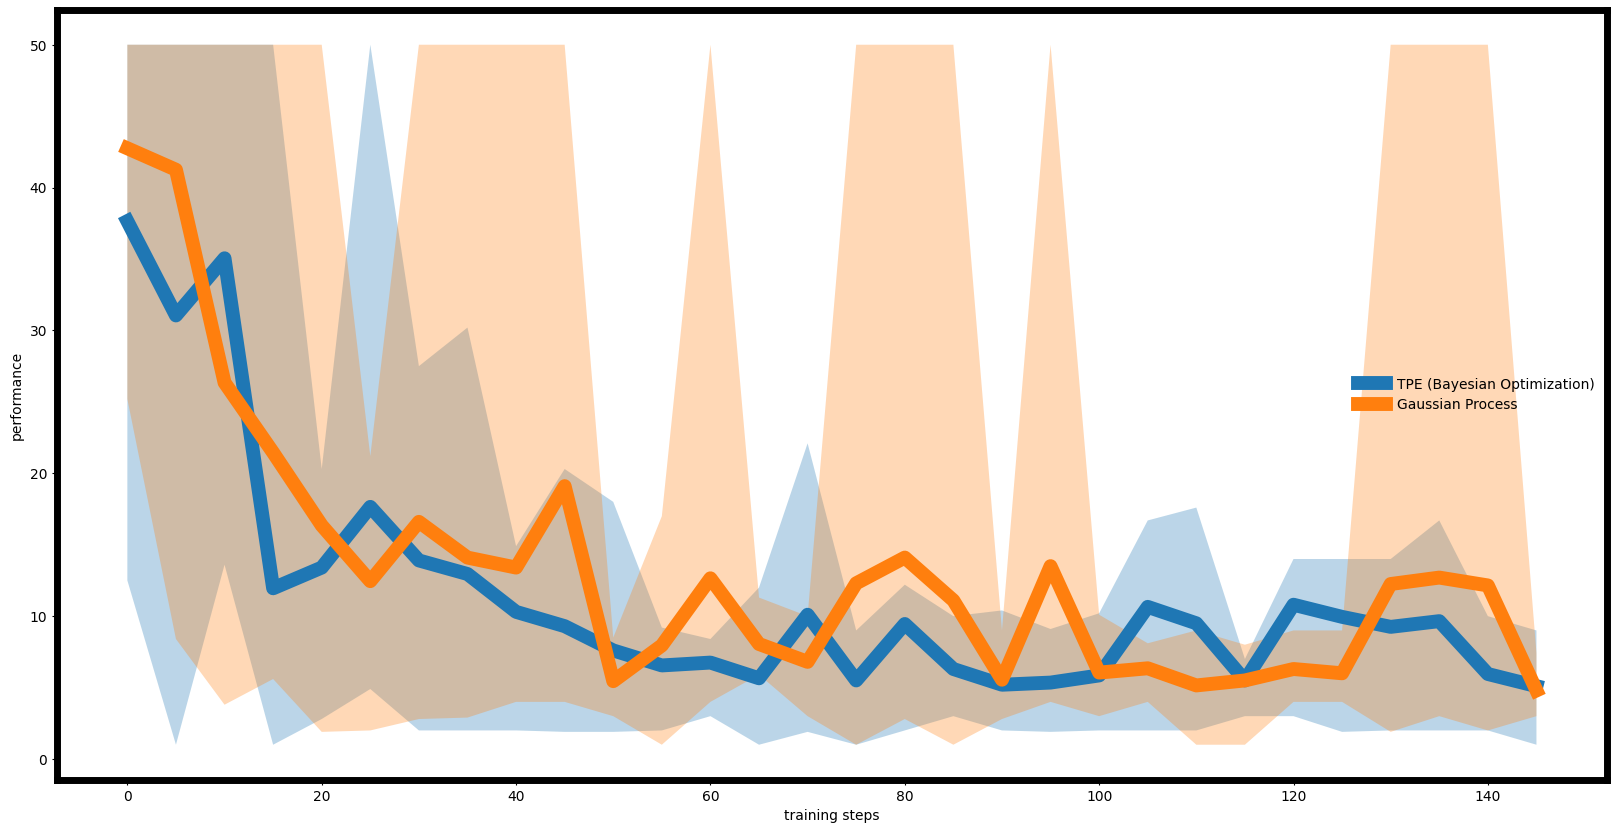 50
40
30
20
10
0
performance
TPE (Bayesian Optimization)
Gaussian Process
0 20 40 60 80 100 120 140
training steps